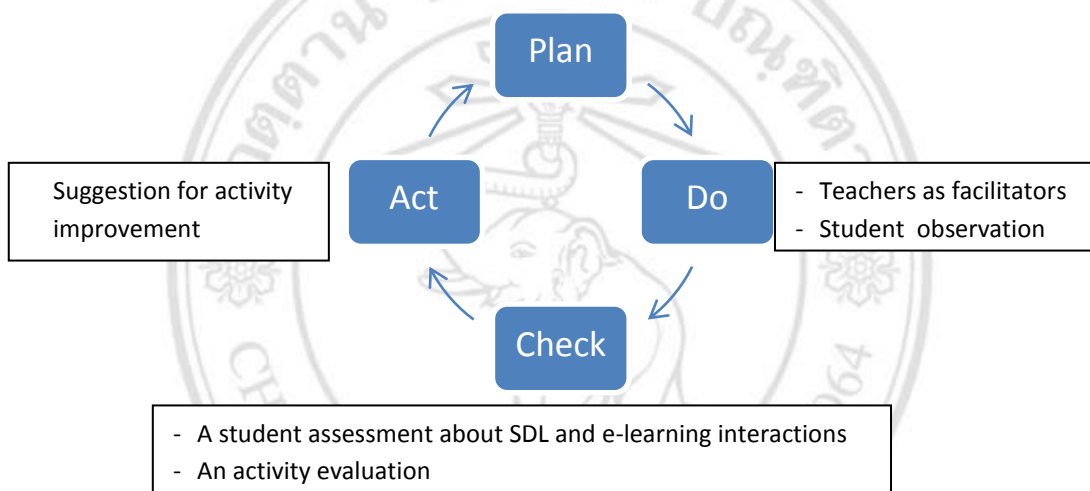 Plan
Act
Do
Check
Suggestion for activity
improvement
- Teachers as facilitators
- Student observation
- A student assessment about SDL and e-learning interactions
- An activity evaluation